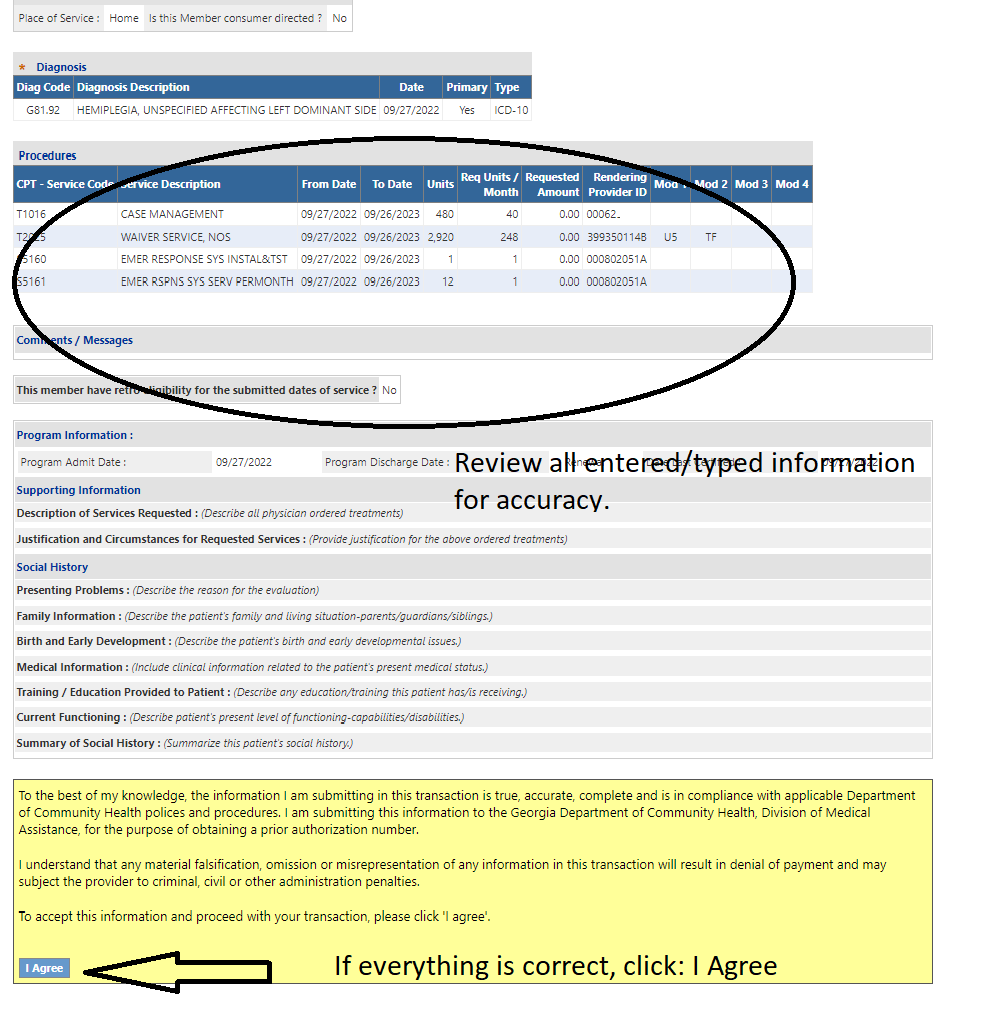 Place of Service : Home Is this Member consumer directed ? No
* Diagnosis
Diag Code Diagnosis Description Date Primary Type
G81.92 HEMIPLEGIA, UNSPECIFIED AFFECTING LEFT DOMINANT SIDE 09/27/2022 Yes ICD-10
Procedures
CPT - Service Code Service Description From Date To Date Units Req Units / Month Requested Amount Rendering Provider ID Mod 1 Mod 2 Mod 3 Mod 4
T1016 CASE MANAGEMENT 09/27/2022 09/26/2023 480 40 0.00 00062
T2025 WAIVER SERVICE, NOS 09/27/2022 09/26/2023 2,920 248 0.00 399350114B U5 TF
S5160 EMER RESPONSE SYS INSTAL&TST 09/27/2022 09/26/2023 1 1 0.00 000802051A
S5161 EMER RSPNS SYS SERV PERMONTH 09/27/2022 09/26/2023 12 1 0.00 000802051A
Comments / Messages
This member have retro eligibility for the submitted dates of service ? No
Program Information :
Program Admit Date : 09/27/2022 Program Discharge Date : 09/27/2022
Review all entered/typed information
for accuracy.
Supporting Information
Description of Services Requested : (Describe all physician ordered treatments)
Justification and Circumstances for Requested Services : (Provide justification for the above ordered treatments)
Social History
Presenting Problems : (Describe the reason for the evaluation)
Family Information : (Describe the patient's family and living situation-parents/guardians/siblings.)
Birth and Early Development : (Describe the patient's birth and early developmental issues.)
Medical Information : (Include clinical information related to the patient's present medical status.)
Training / Education Provided to Patient : (Describe any education/training this patient has/is receiving.)
Current Functioning : (Describe patient's present level of functioning-capabilities/disabilities.)
Summary of Social History : (Summarize this patient's social history.)
To the best of my knowledge, the information I am submitting in this transaction is true, accurate, complete and is in compliance with applicable Department
of Community Health polices and procedures. I am submitting this information to the Georgia Department of Community Health, Division of Medical
Assistance, for the purpose of obtaining a prior authorization number.
I understand that any material falsification, omission or misrepresentation of any information in this transaction will result in denial of payment and may
subject the provider to criminal, civil or other administration penalties.
To accept this information and proceed with your transaction, please click 'I agree'.
I Agree If everything is correct, click: I Agree